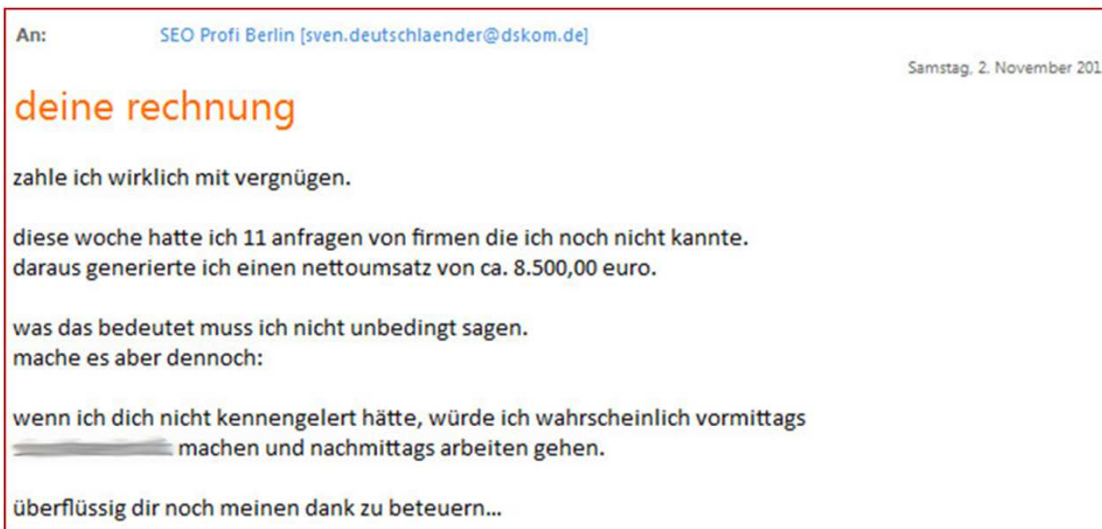 An: SEO Profi Berlin [sven.deutschlaender@dskom.de]
Samstag, 2. November 201
deine rechnung
zahle ich wirklich mit vergnügen.
diese woche hatte ich 11 anfragen von firmen die ich noch nicht kannte.
daraus generierte ich einen nettoumsatz von ca. 8.500,00 euro.
was das bedeutet muss ich nicht unbedingt sagen.
mache es aber dennoch:
wenn ich dich nicht kennengelert hätte, würde ich wahrscheinlich vormittags
machen und nachmittags arbeiten gehen.
überflüssig dir noch meinen dank zu beteuern...